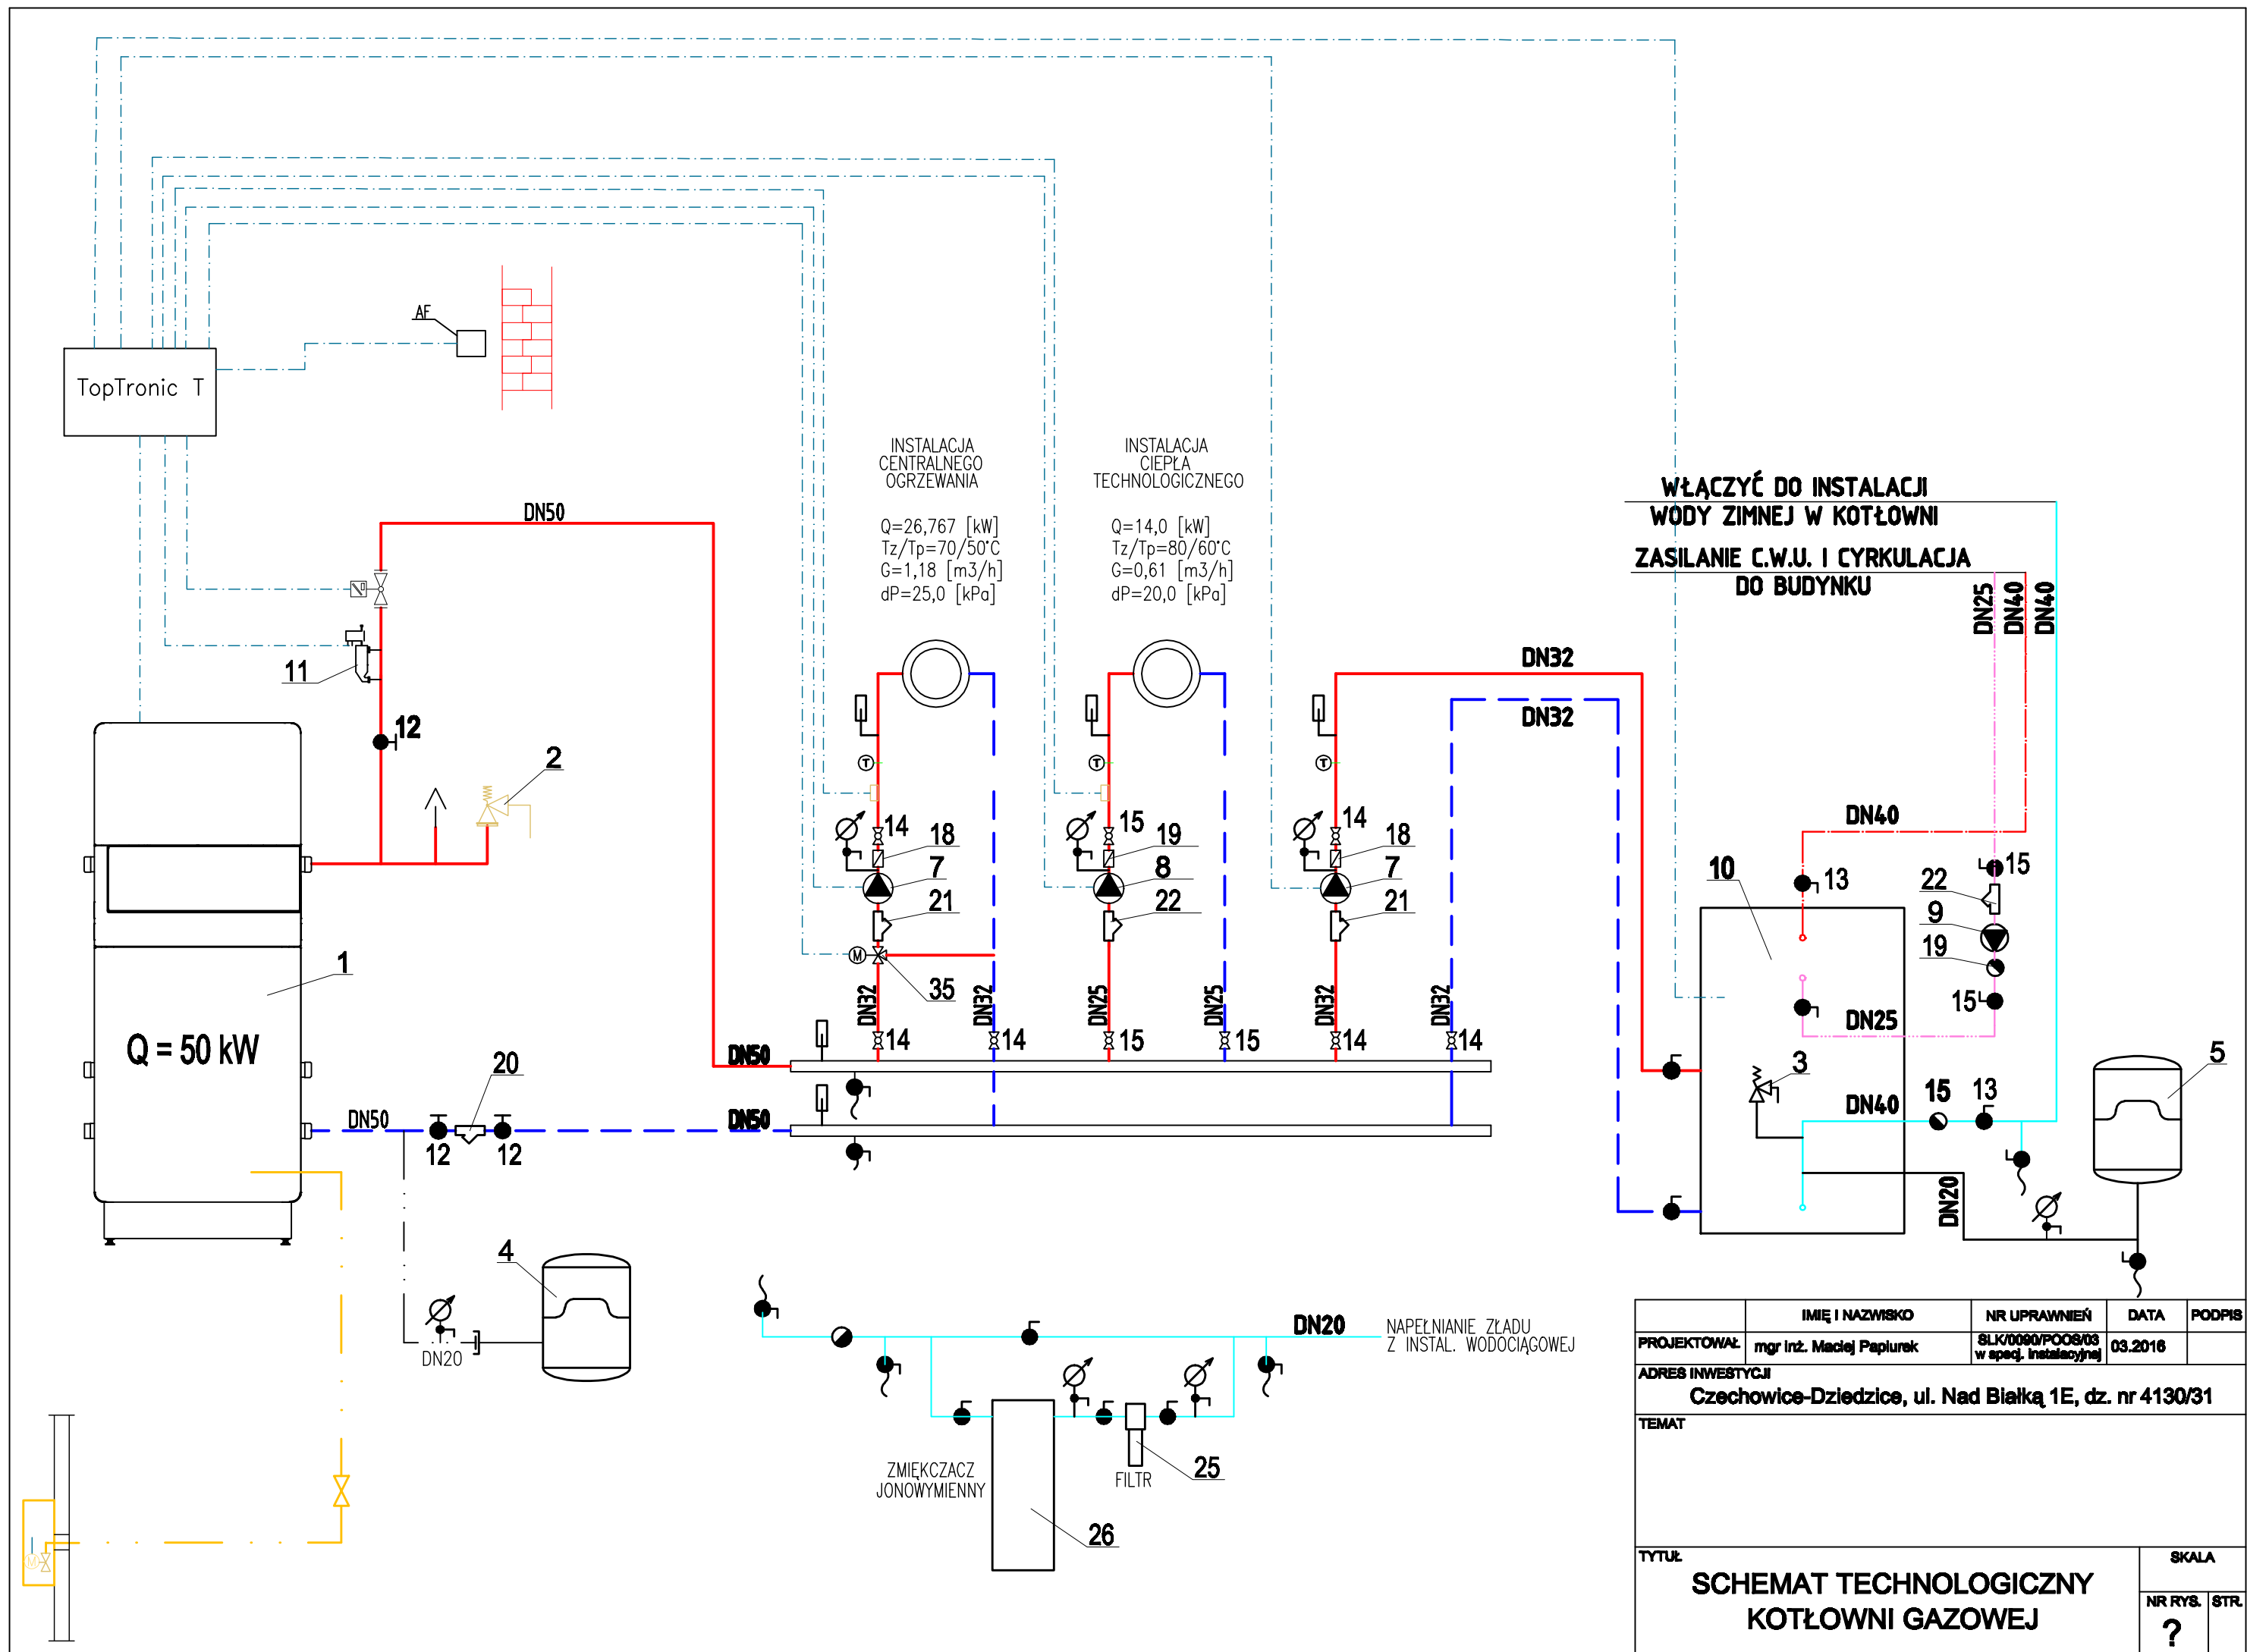 AF
TopTronic T
INSTALACJA
CENTRALNEGO
OGRZEWANIA
Q=26,767 [kW]
Tz/Tp=70/50°C
G=1,18 [m3/h]
dP=25,0 [kPa]
INSTALACJA
CIEPŁA
TECHNOLOGICZNEGO
Q=14,0 [kW]
Tz/Tp=80/60°C
G=0,61 [m3/h]
dP=20,0 [kPa]
WŁĄCZYĆ DO INSTALACJI
WODY ZIMNEJ W KOTŁOWNI
ZASILANIE C.W.U. I CYRKULACJA
DO BUDYNKU
DN25
DN40
DN40
DN50
11
12
2
1
Q = 50 kW
20
DN50
12
12
DN50
DN50
4
DN20
T
14
18
7
21
M
35
DN32
DN32
14
14
T
15
19
8
22
DN25
DN25
15
15
T
14
18
7
21
DN32
DN32
14
14
DN32
DN32
DN40
10
13
15
22
9
19
15
DN25
3
DN40
15
13
5
DN20
DN20
NAPEŁNIANIE ZŁADU
Z INSTAL. WODOCIĄGOWEJ
ZMIĘKCZACZ
JONOWYMIENNY
FILTR
25
26
M
IMIĘ I NAZWISKO
NR UPRAWNIEŃ
DATA
PODPIS
PROJEKTOWAŁ
mgr inż. Maciej Papiurek
SLK/0090/POOS/03
w specj. instalacyjnej
03.2016
ADRES INWESTYCJI
Czechowice-Dziedzice, ul. Nad Białką 1E, dz. nr 4130/31
TEMAT
TYTUŁ
SCHEMAT TECHNOLOGICZNY
KOTŁOWNI GAZOWEJ
SKALA
NR RYS.
STR.
?